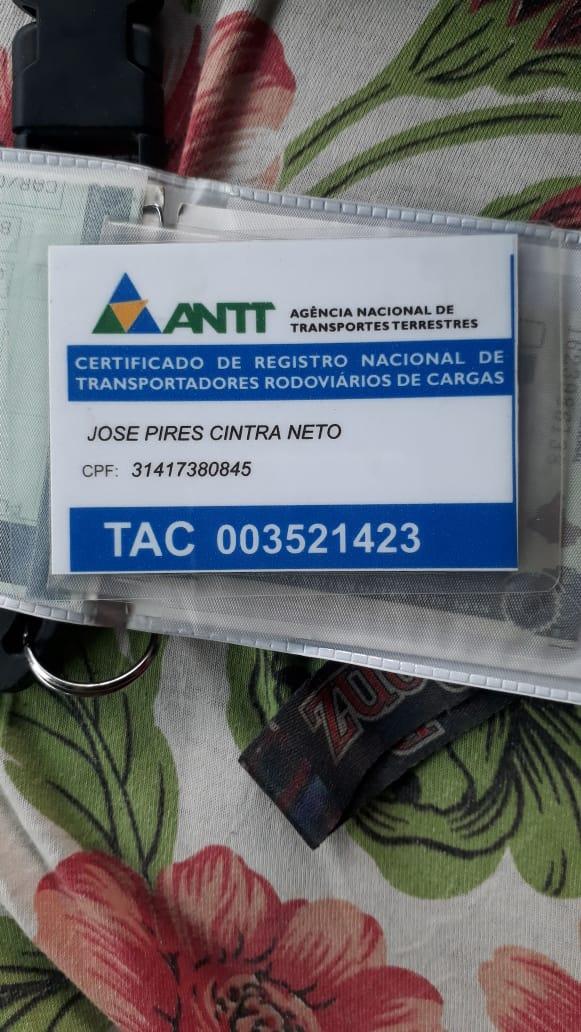 ANTT
AGÊNCIA NACIONAL DE
TRANSPORTES TERRESTRES
CERTIFICADO DE REGISTRO NACIONAL DE
TRANSPORTADORES RODOVIÁRIOS DE CARGAS
JOSE PIRES CINTRA NETO
CPF: 31417380845
TAC 003521423